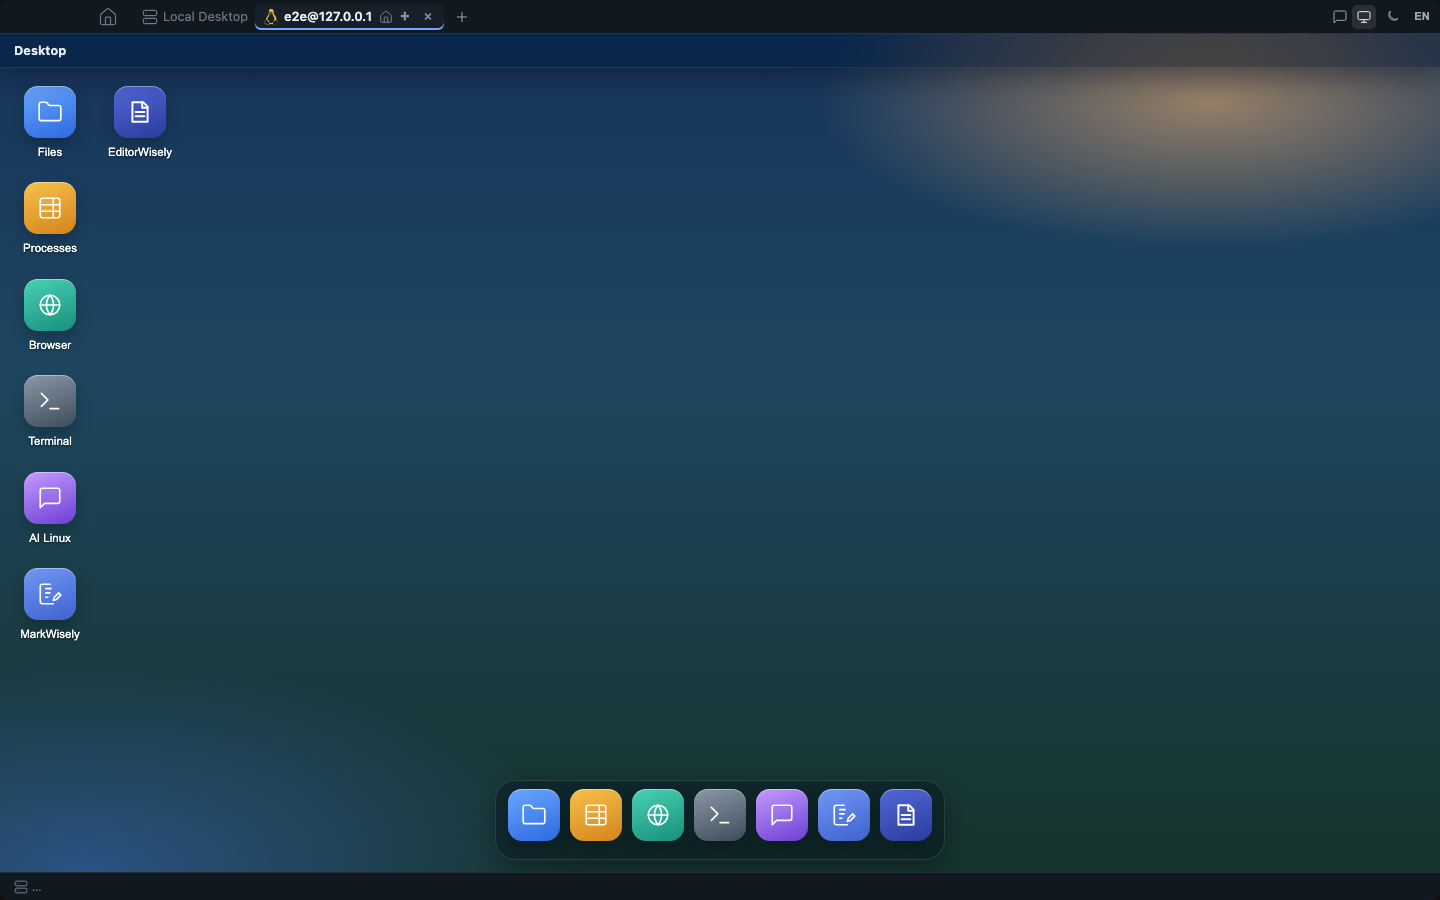 Local Desktop
e2e@127.0.0.1
EN
Desktop
Files
EditorWisely
Processes
Browser
Terminal
AI Linux
MarkWisely
...